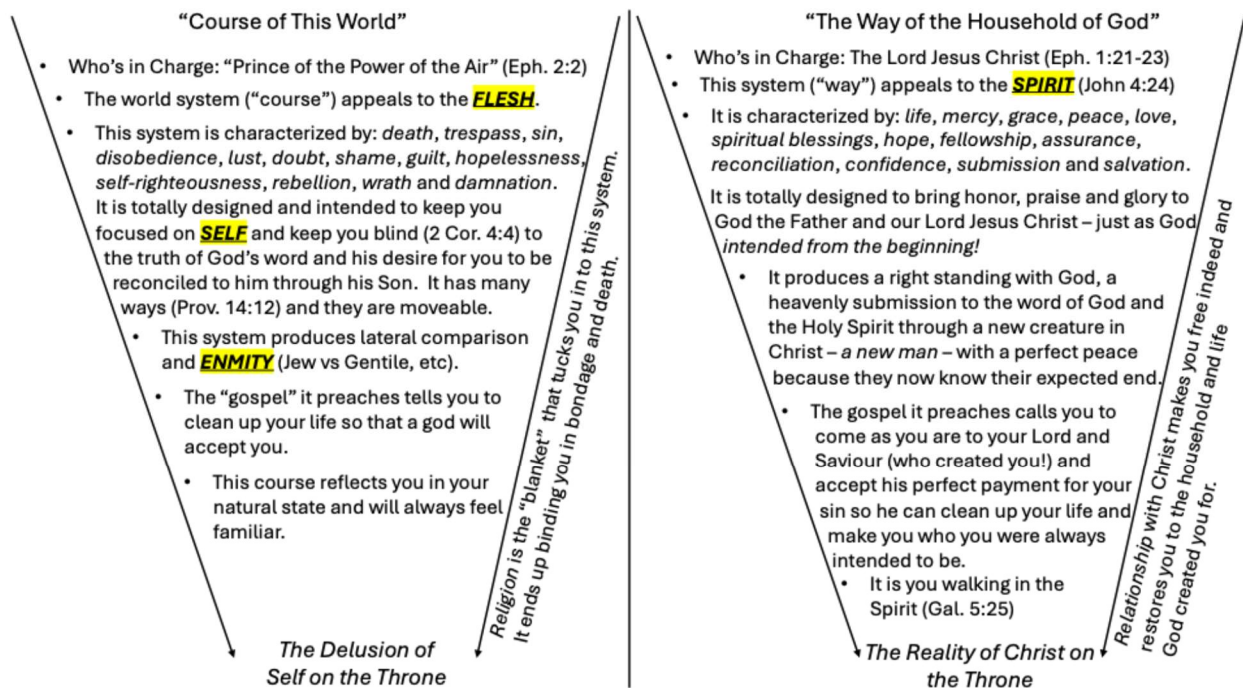 “Course of This World”
• Who’s in Charge: “Prince of the Power of the Air” (Eph. 2:2)
• The world system (“course”) appeals to the FLESH.
• This system is characterized by: death, trespass, sin,
disobedience, lust, doubt, shame, guilt, hopelessness,
self-righteousness, rebellion, wrath and damnation.
It is totally designed and intended to keep you
focused on SELF and keep you blind (2 Cor. 4:4) to
the truth of God’s word and his desire for you to be
reconciled to him through his Son. It has many
ways (Prov. 14:12) and they are moveable.
• This system produces lateral comparison
and ENMITY (Jew vs Gentile, etc).
• The “gospel” it preaches tells you to
clean up your life so that a god will
accept you.
• This course reflects you in your
natural state and will always feel
familiar.
Religion is the “blanket” that tucks you in to this system.
It ends up binding you in bondage and death.
The Delusion of
Self on the Throne
“The Way of the Household of God”
• Who’s in Charge: The Lord Jesus Christ (Eph. 1:21-23)
• This system (“way”) appeals to the SPIRIT (John 4:24)
• It is characterized by: life, mercy, grace, peace, love,
spiritual blessings, hope, fellowship, assurance,
reconciliation, confidence, submission and salvation.
It is totally designed to bring honor, praise and glory to
God the Father and our Lord Jesus Christ – just as God
intended from the beginning!
• It produces a right standing with God, a
heavenly submission to the word of God and
the Holy Spirit through a new creature in
Christ – a new man – with a perfect peace
because they now know their expected end.
• The gospel it preaches calls you to
come as you are to your Lord and
Saviour (who created you!) and
accept his perfect payment for your
sin so he can clean up your life and
make you who you were always
intended to be.
• It is you walking in the
Spirit (Gal. 5:25)
Relationship with Christ makes you free indeed and
restores you to the household and life
God created you for.
The Reality of Christ on
the Throne